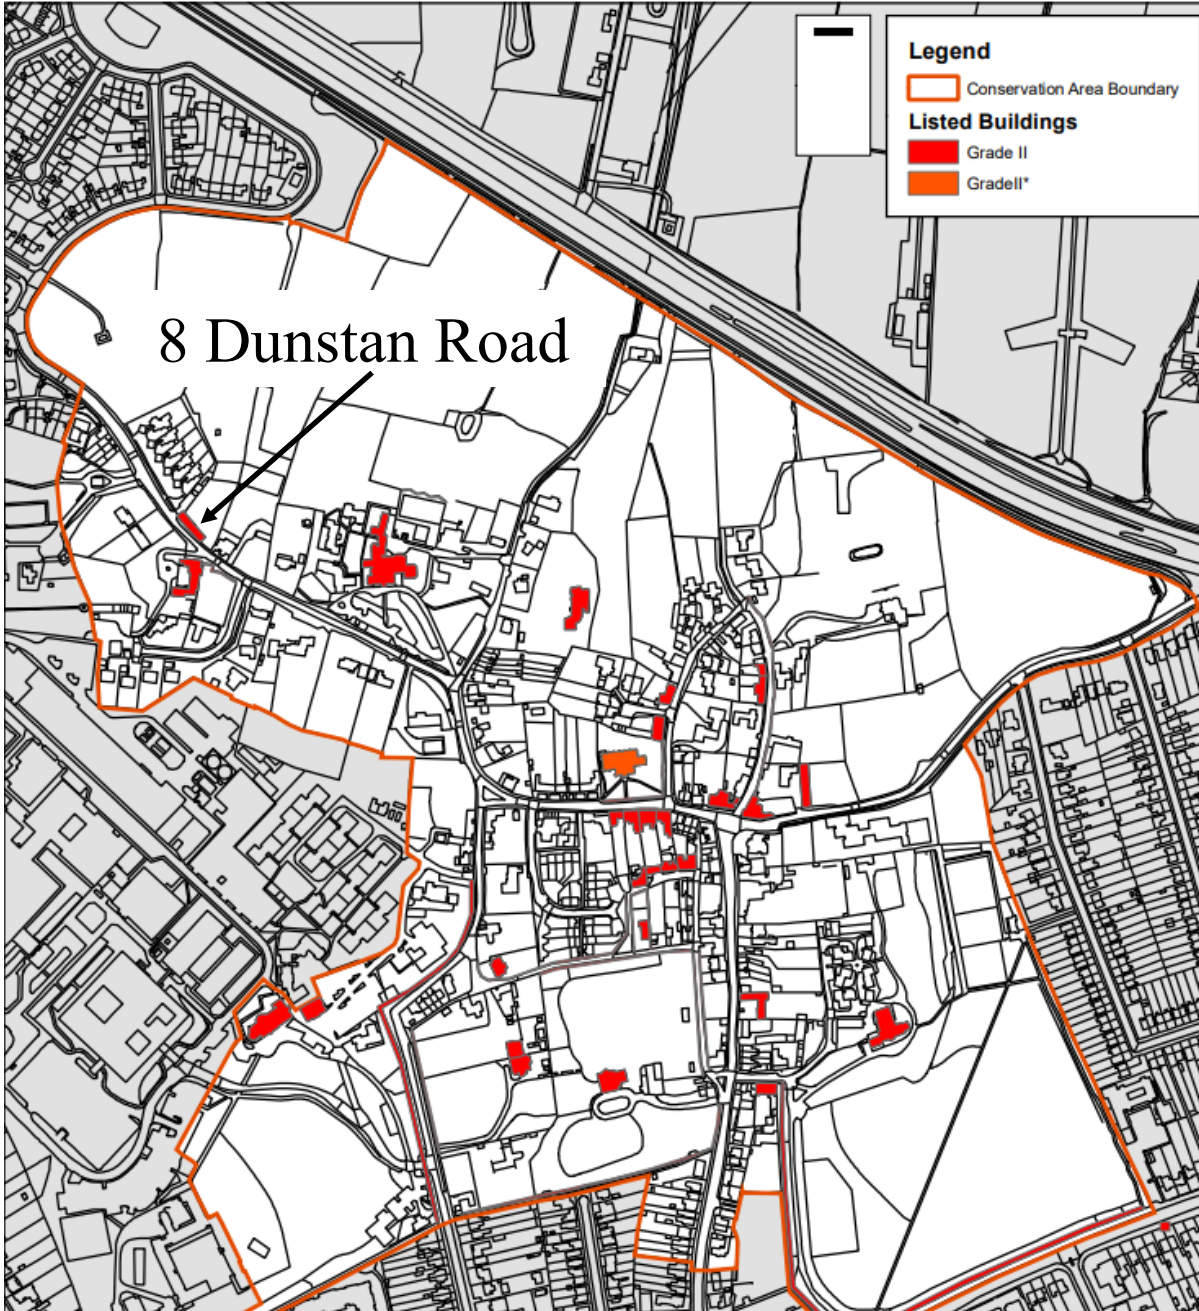 Legend
Conservation Area Boundary
Listed Buildings
Grade II
GradeII*
8 Dunstan Road